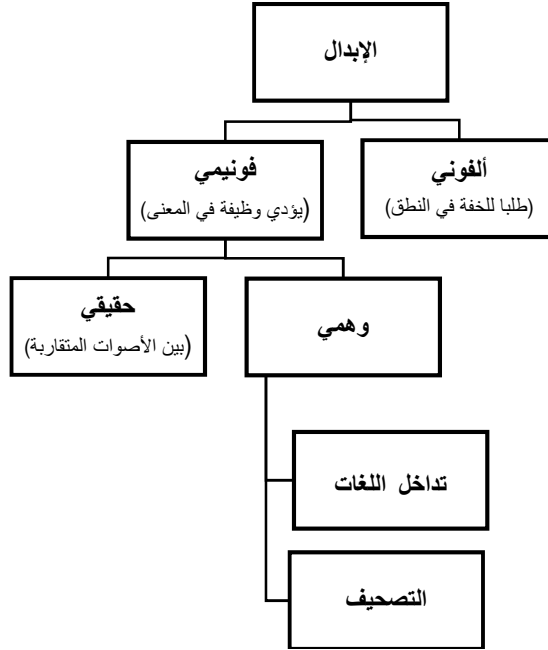 الإبدال
ألفوني
(طلبا للخفة في النطق)
فونيمي
(يؤدي وظيفة في المعنى)
وهمي
حقيقي
(بين الأصوات المتقاربة)
تداخل اللغات
التصحيف